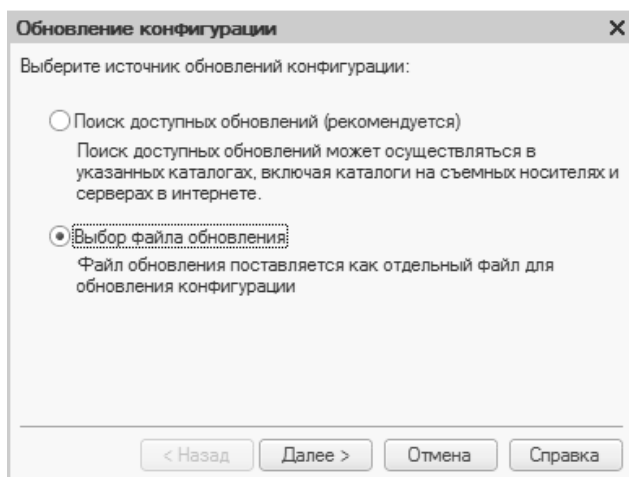 Обновление конфигурации
Выберите источник обновлений конфигурации:
Поиск доступных обновлений (рекомендуется)
Поиск доступных обновлений может осуществляться в
указанных каталогах, включая каталоги на съемных носителях и
серверах в интернете.
Выбор файла обновления
Файл обновления поставляется как отдельный файл для
обновления конфигурации
< Назад Далее > Отмена Справка